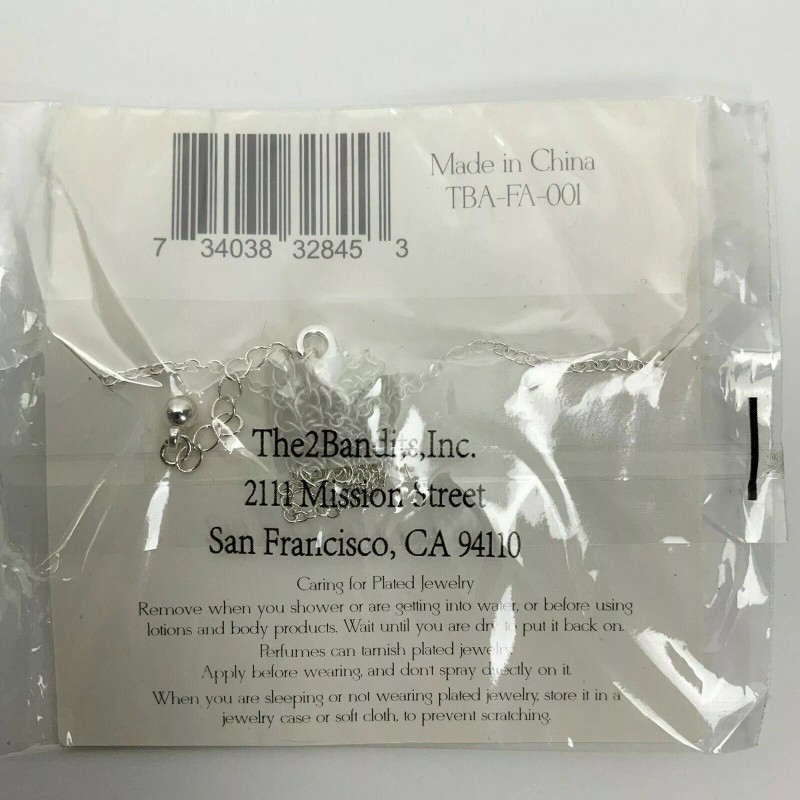 7 34038 32845 3
Made in China
TBA-FA-001
The2Bandits,Inc.
2111 Mission Street
San Francisco, CA 94110
Caring for Plated Jewelry
Remove when you shower or are getting into water, or before using
lotions and body products. Wait until you are dry to put it back on.
Perfumes can tarnish plated jewelry.
Apply before wearing, and don't spray directly on it.
When you are sleeping or not wearing plated jewelry, store it in a
jewelry case or soft cloth, to prevent scratching.